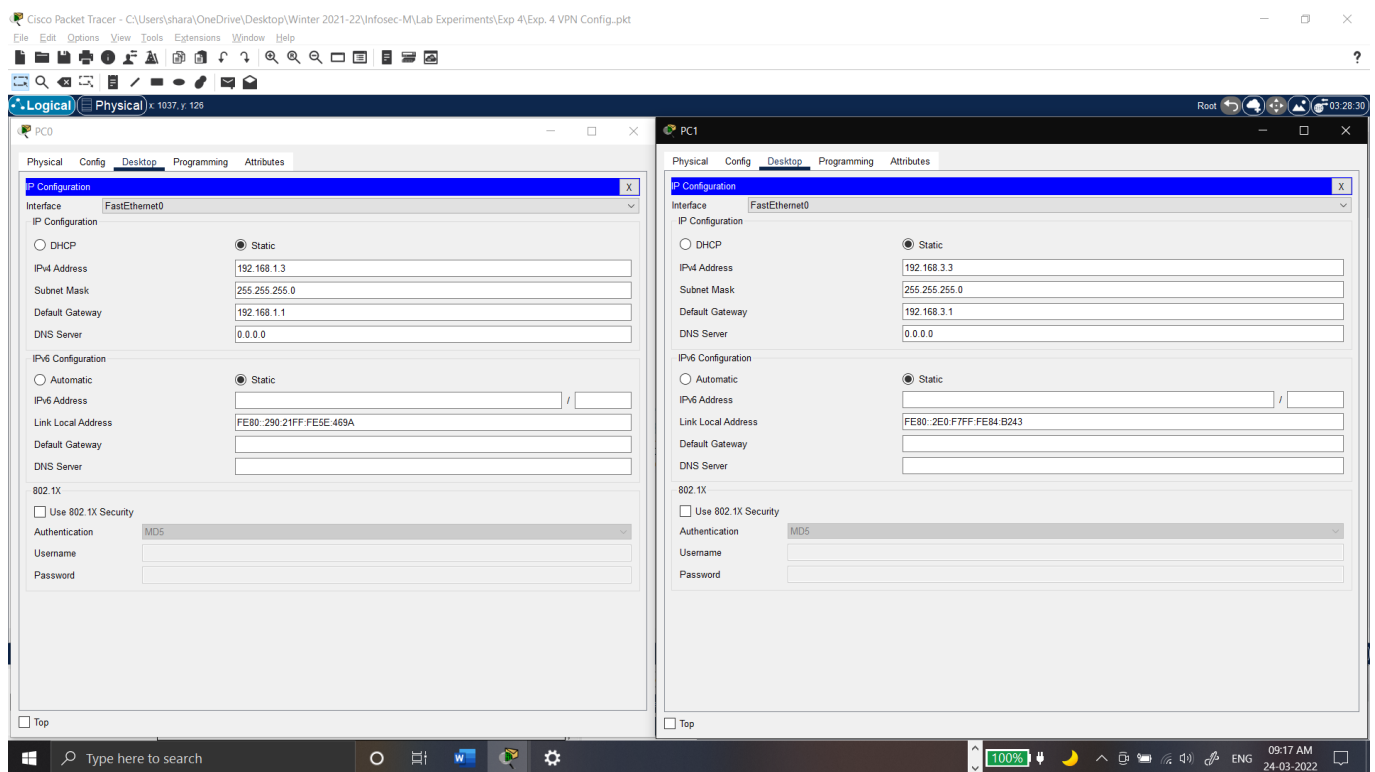 Cisco Packet Tracer - C:\Users\shara\OneDrive\Desktop\Winter 2021-22\Infosec-M\Lab Experiments\Exp 4\Exp. 4 VPN Config..pkt
File Edit Options View Tools Extensions Window Help
?
Logical Physical x: 1037, y: 126 Root 03:28:30
PC0
Physical Config Desktop Programming Attributes
IP Configuration X
Interface FastEthernet0
IP Configuration
DHCP Static
IPv4 Address 192.168.1.3
Subnet Mask 255.255.255.0
Default Gateway 192.168.1.1
DNS Server 0.0.0.0
IPv6 Configuration
Automatic Static
IPv6 Address /
Link Local Address FE80::290:21FF:FE5E:469A
Default Gateway
DNS Server
802.1X
Use 802.1X Security
Authentication MD5
Username
Password
Top
PC1
Physical Config Desktop Programming Attributes
IP Configuration X
Interface FastEthernet0
IP Configuration
DHCP Static
IPv4 Address 192.168.3.3
Subnet Mask 255.255.255.0
Default Gateway 192.168.3.1
DNS Server 0.0.0.0
IPv6 Configuration
Automatic Static
IPv6 Address /
Link Local Address FE80::2E0:F7FF:FE84:B243
Default Gateway
DNS Server
802.1X
Use 802.1X Security
Authentication MD5
Username
Password
Top
Type here to search W 100% ENG 09:17 AM
24-03-2022